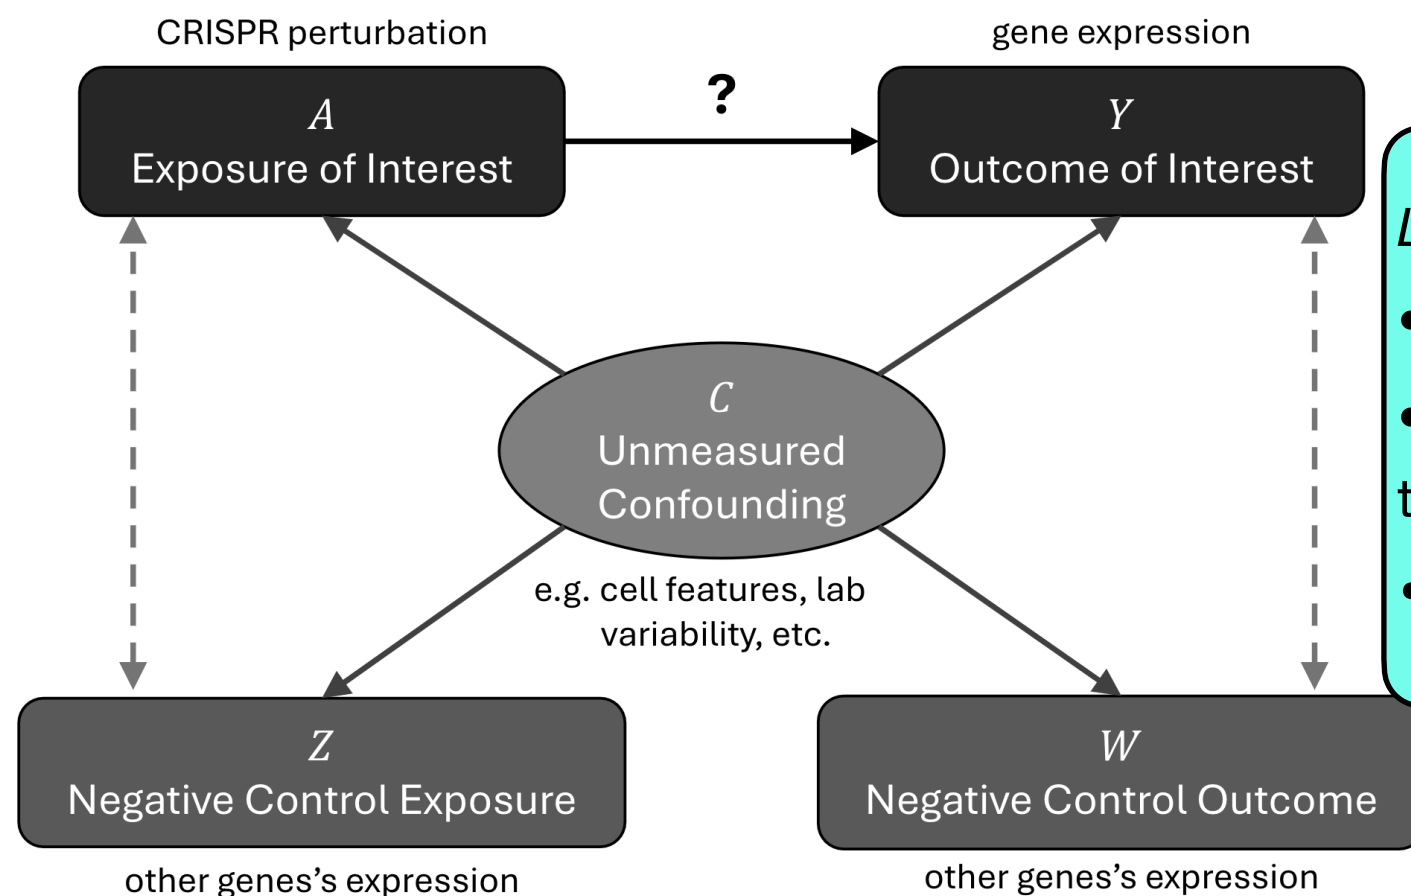 CRISPR perturbation
gene expression
?
A
Exposure of Interest
Y
Outcome of Interest
L
•
•
t
•
C
Unmeasured
Confounding
e.g. cell features, lab
variability, etc.
Z
Negative Control Exposure
W
Negative Control Outcome
other genes's expression
other genes's expression